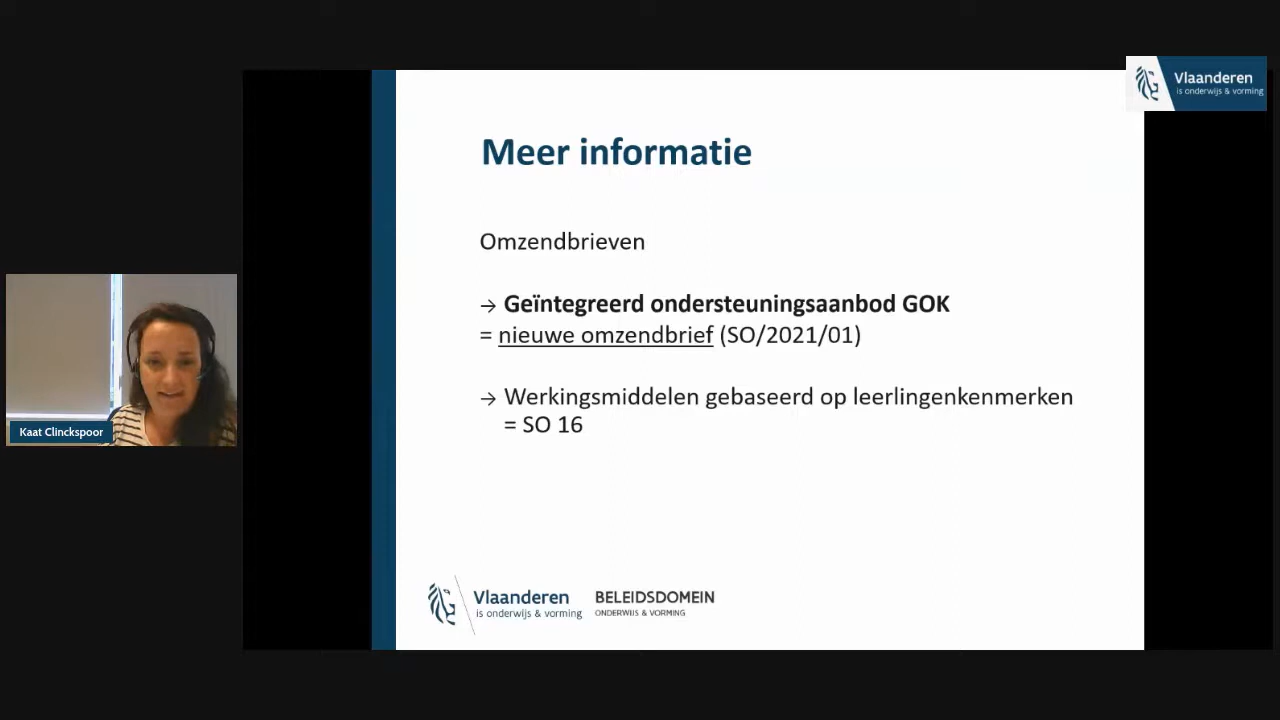 Vlaanderen
is onderwijs & vorming
Meer informatie
Omzendbrieven
→ Geïntegreerd ondersteuningsaanbod GOK
= nieuwe omzendbrief (SO/2021/01)
→ Werkingsmiddelen gebaseerd op leerlingenkenmerken
= SO 16
Kaat Clinckspoor
Vlaanderen
is onderwijs & vorming
BELEIDSDOMEIN
ONDERWIJS & VORMING